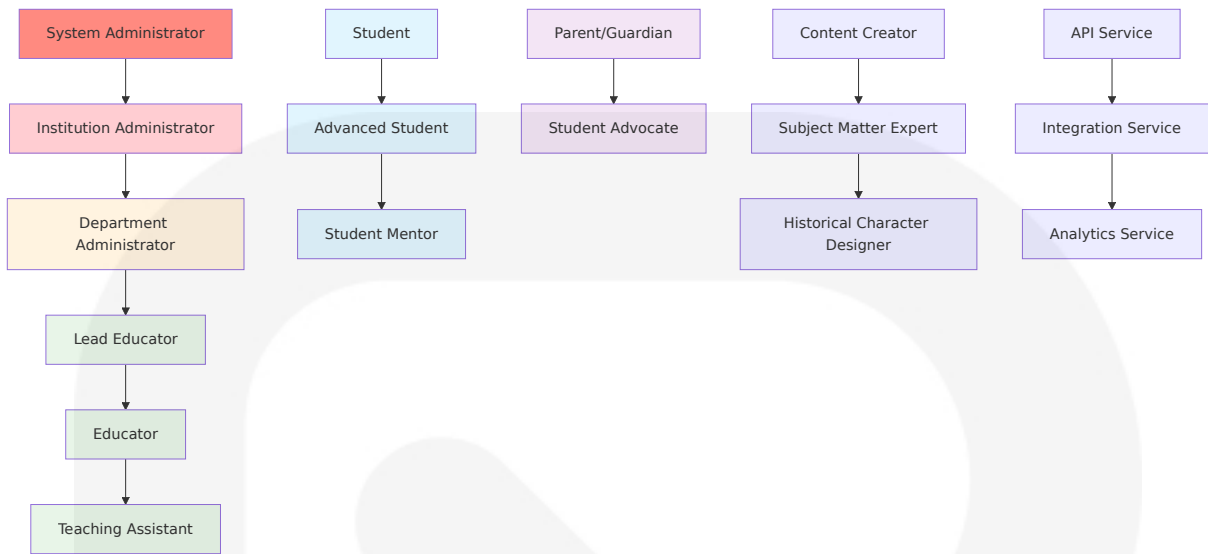 System Administrator
Student
Parent/Guardian
Content Creator
API Service
Institution Administrator
Advanced Student
Student Advocate
Subject Matter Expert
Integration Service
Department
Administrator
Student Mentor
Historical Character
Designer
Analytics Service
Lead Educator
Educator
Teaching Assistant